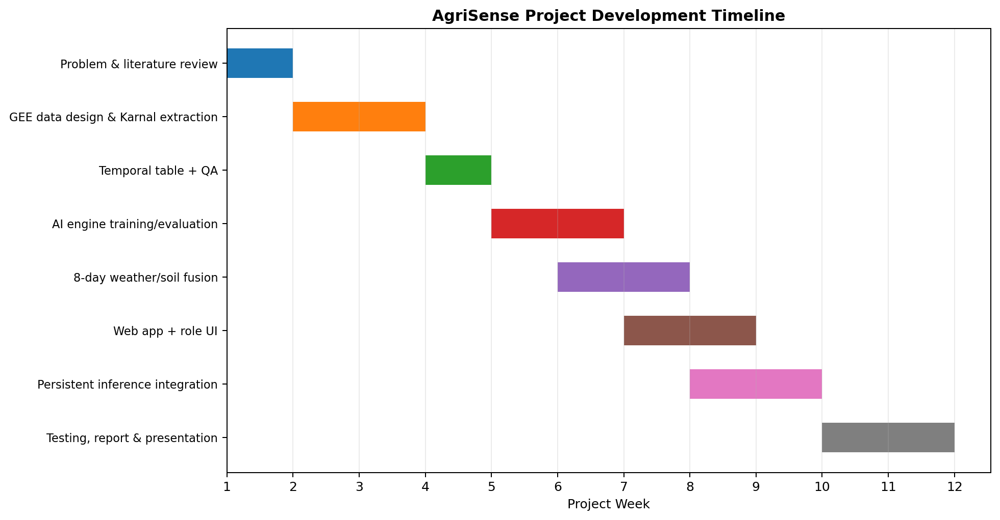 AgriSense Project Development Timeline
Problem & literature review
GEE data design & Karnal extraction
Temporal table + QA
AI engine training/evaluation
8-day weather/soil fusion
Web app + role UI
Persistent inference integration
Testing, report & presentation
1 2 3 4 5 6 7 8 9 10 11 12
Project Week